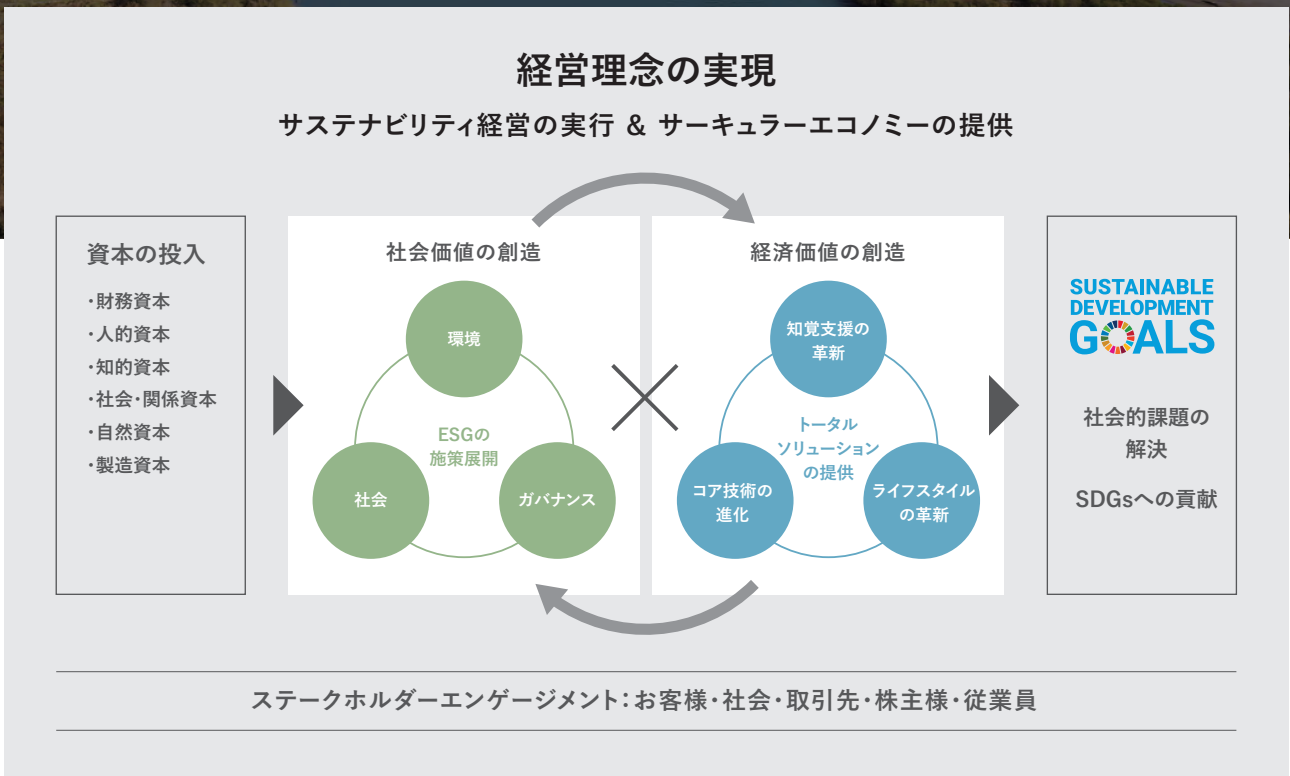 経営理念の実現
サステナビリティ経営の実行 & サーキュラーエコノミーの提供
資本の投入
・財務資本
・人的資本
・知的資本
・社会・関係資本
・自然資本
・製造資本
社会価値の創造
環境
ESGの
施策展開
社会
ガバナンス
経済価値の創造
知覚支援の
革新
トータル
ソリューション
の提供
コア技術の
進化
ライフスタイル
の革新
SUSTAINABLE
DEVELOPMENT
GOALS
社会的課題の
解決
SDGsへの貢献
ステークホルダーエンゲージメント：お客様・社会・取引先・株主様・従業員